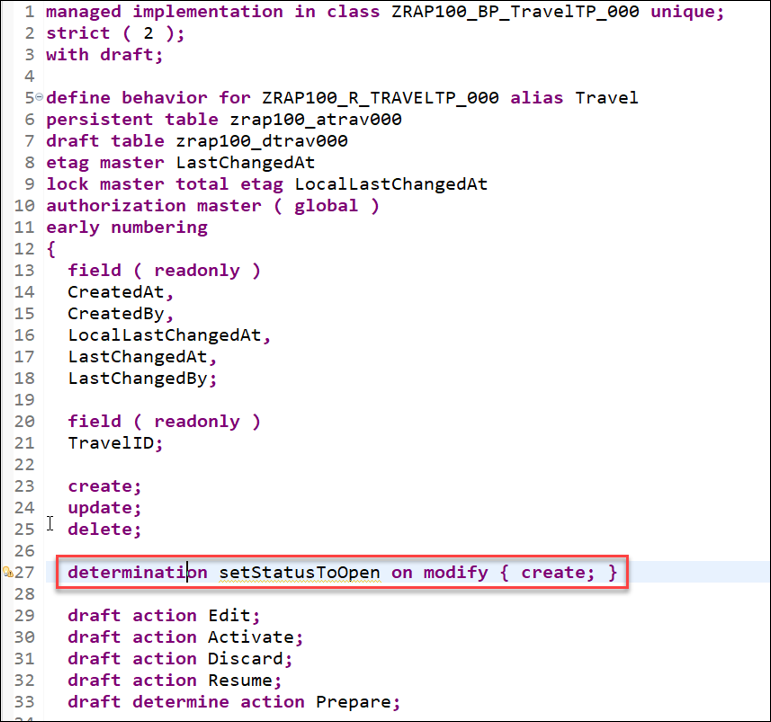 1 managed implementation in class ZRAP100_BP_TravelTP_000 unique;
2 strict ( 2 );
3 with draft;
4
5 define behavior for ZRAP100_R_TRAVELTP_000 alias Travel
6 persistent table zrap100_atrav000
7 draft table zrap100_dtrav000
8 etag master LastChangedAt
9 lock master total etag LocalLastChangedAt
10 authorization master ( global )
11 early numbering
12 {
13 field ( readonly )
14 CreatedAt,
15 CreatedBy,
16 LocalLastChangedAt,
17 LastChangedAt,
18 LastChangedBy;
19
20 field ( readonly )
21 TravelID;
22
23 create;
24 update;
25 delete;
26
27 determination setStatusToOpen on modify { create; }
28
29 draft action Edit;
30 draft action Activate;
31 draft action Discard;
32 draft action Resume;
33 draft determine action Prepare;